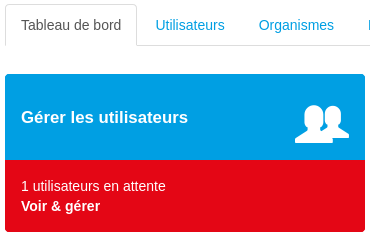 Tableau de bord Utilisateurs Organismes
Gérer les utilisateurs
1 utilisateurs en attente
Voir & gérer